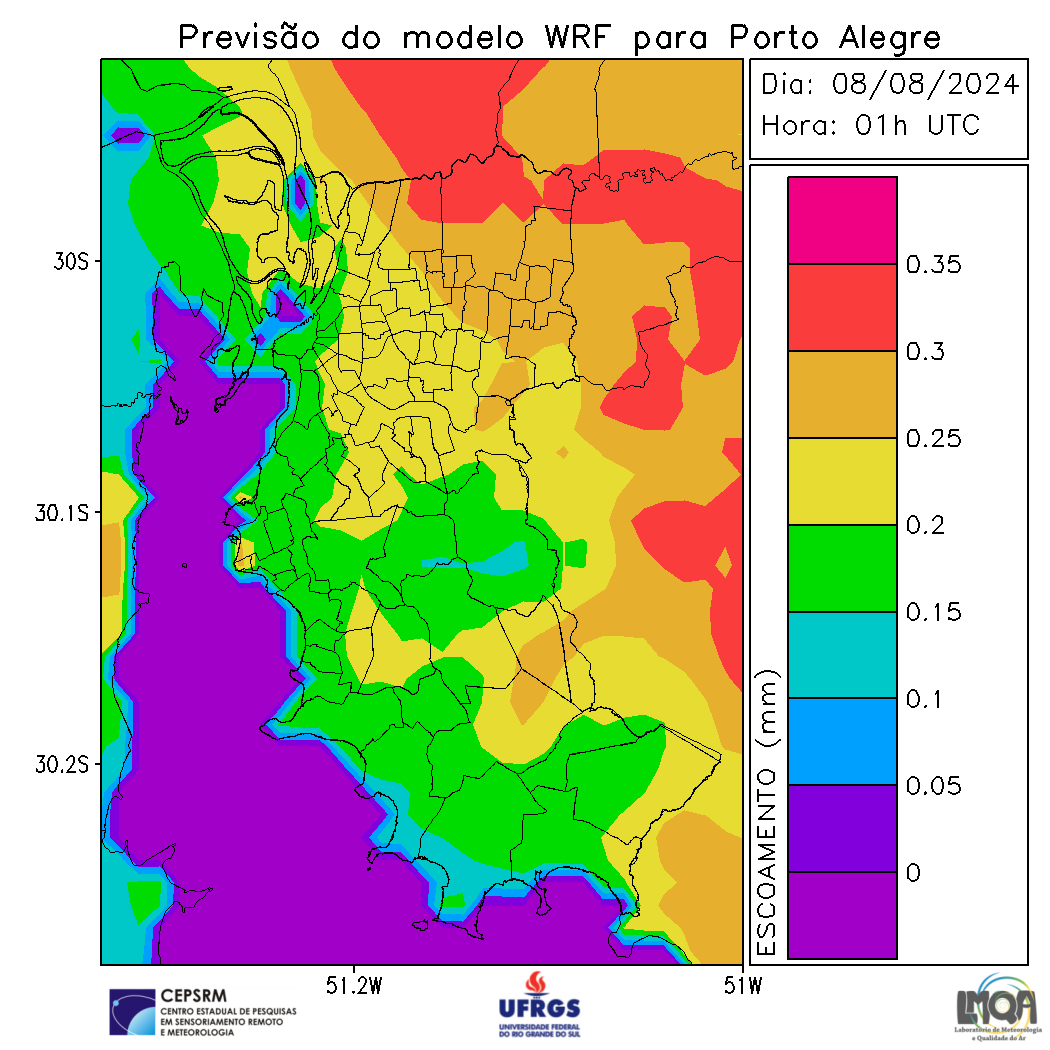 Previsão do modelo WRF para Porto Alegre
Dia: 08/08/2024
Hora: 01h UTC
30S
30.1S
30.2S
51.2W
51W
ESCOAMENTO (mm)
0.35
0.3
0.25
0.2
0.15
0.1
0.05
0
CEPSRM
CENTRO ESTADUAL DE PESQUISAS
EM SENSORIAMENTO REMOTO
E METEOROLOGIA
UFRGS
UNIVERSIDADE FEDERAL
DO RIO GRANDE DO SUL
LMQA
Laboratório de Meteorologia
e Qualidade do Ar